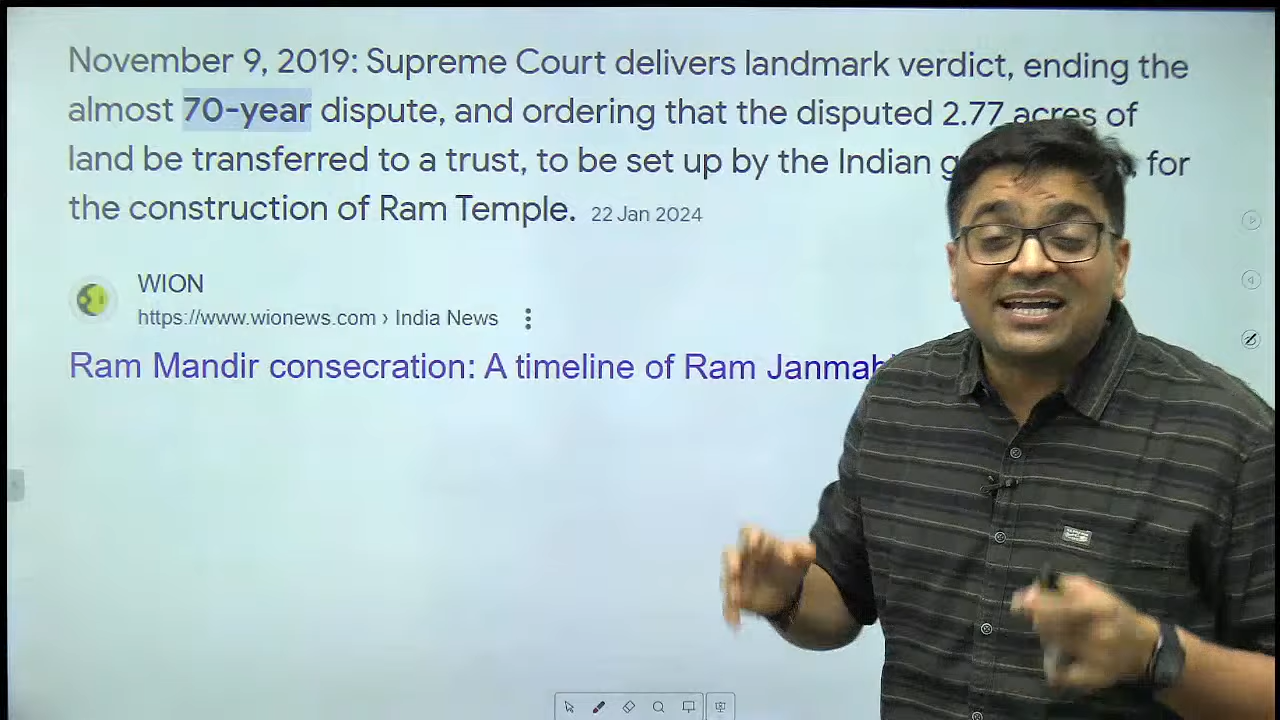 November 9, 2019: Supreme Court delivers landmark verdict, ending the
almost 70-year dispute, and ordering that the disputed 2.77 acres of
land be transferred to a trust, to be set up by the Indian for
the construction of Ram Temple. 22 Jan 2024
WION
https://www.wionews.com › India News
Ram Mandir consecration: A timeline of Ram